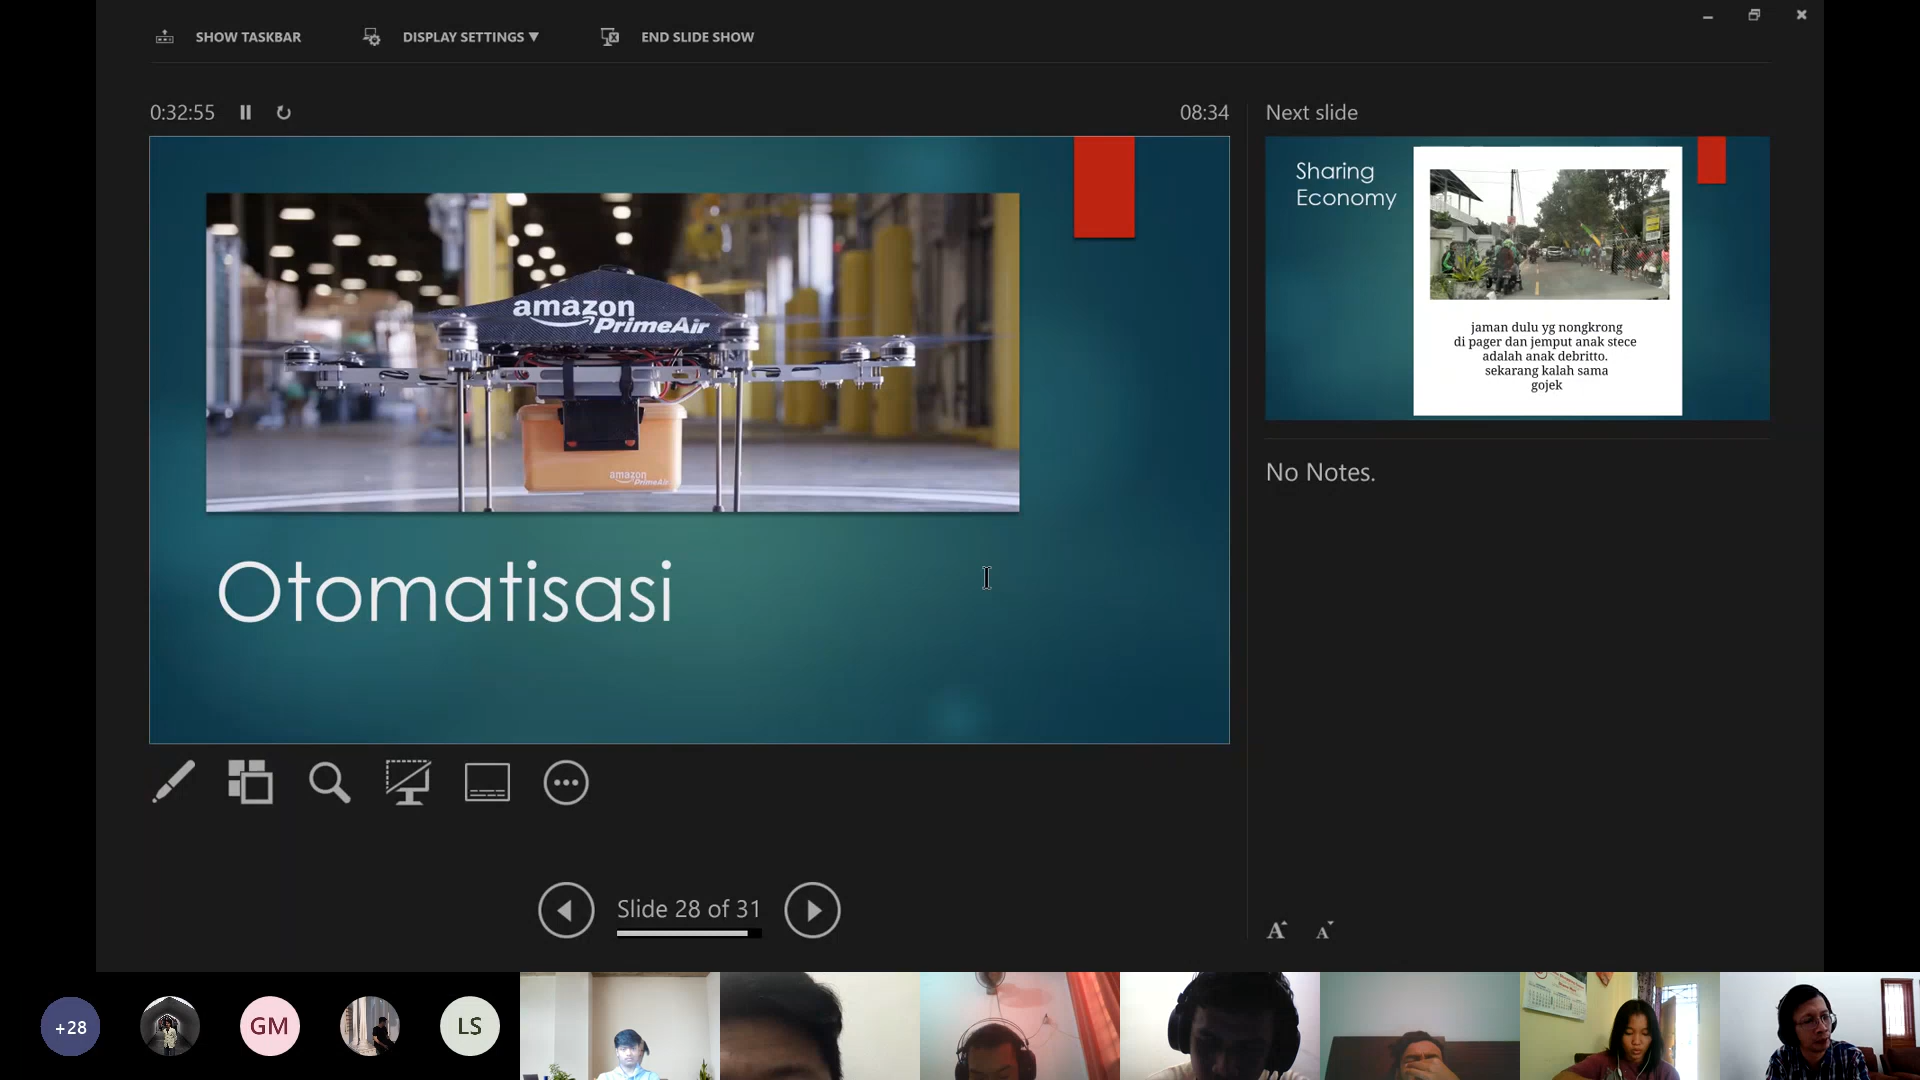 SHOW TASKBAR
DISPLAY SETTINGS ▼
END SLIDE SHOW
0:32:55
08:34
Next slide
amazon
PrimeAir
amazon
PrimeAir
Otomatisasi
Sharing
Economy
jaman dulu yg nongkrong
di pager dan jemput anak stece
adalah anak debritto.
sekarang kalah sama
gojek
No Notes.
Slide 28 of 31
A A
+28
GM
LS